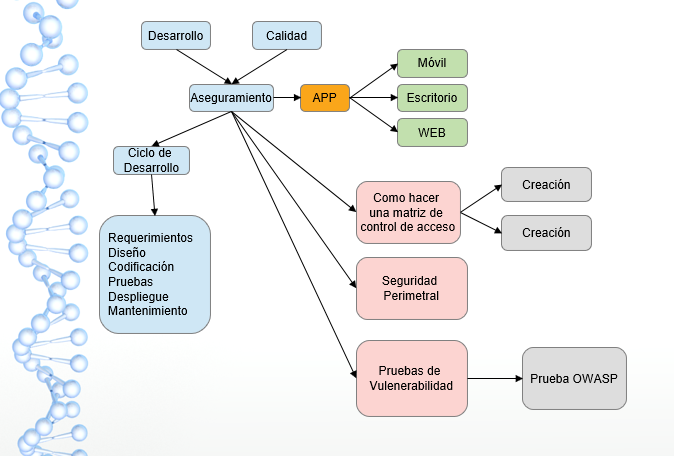 Desarrollo
Calidad
Aseguramiento
APP
Móvil
Escritorio
WEB
Ciclo de
Desarrollo
Requerimientos
Diseño
Codificación
Pruebas
Despliegue
Mantenimiento
Como hacer
una matriz de
control de acceso
Creación
Creación
Seguridad
Perimetral
Pruebas de
Vulenerabilidad
Prueba OWASP